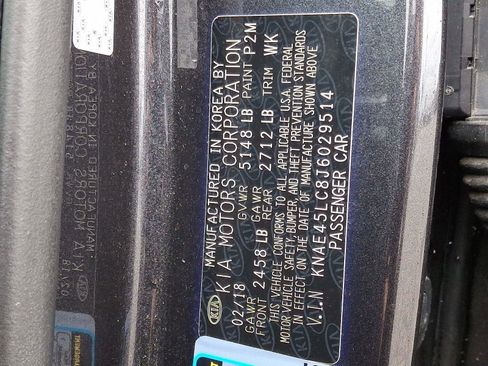 MANUFACTURED IN KOREA BY
KIA KIA MOTORS CORPORATION
02/18 GVWR 5148 LB PAINT P2M
GAWR FRONT 2458 LB GAWR REAR 2712 LB TRIM WK
THIS VEHICLE CONFORMS TO ALL APPLICABLE U.S.A. FEDERAL
MOTOR VEHICLE SAFETY, BUMPER, AND THEFT PREVENTION STANDARDS
IN EFFECT ON THE DATE OF MANUFACTURE SHOWN ABOVE
V.I.N KNAE45LC8J6029514
PASSENGER CAR